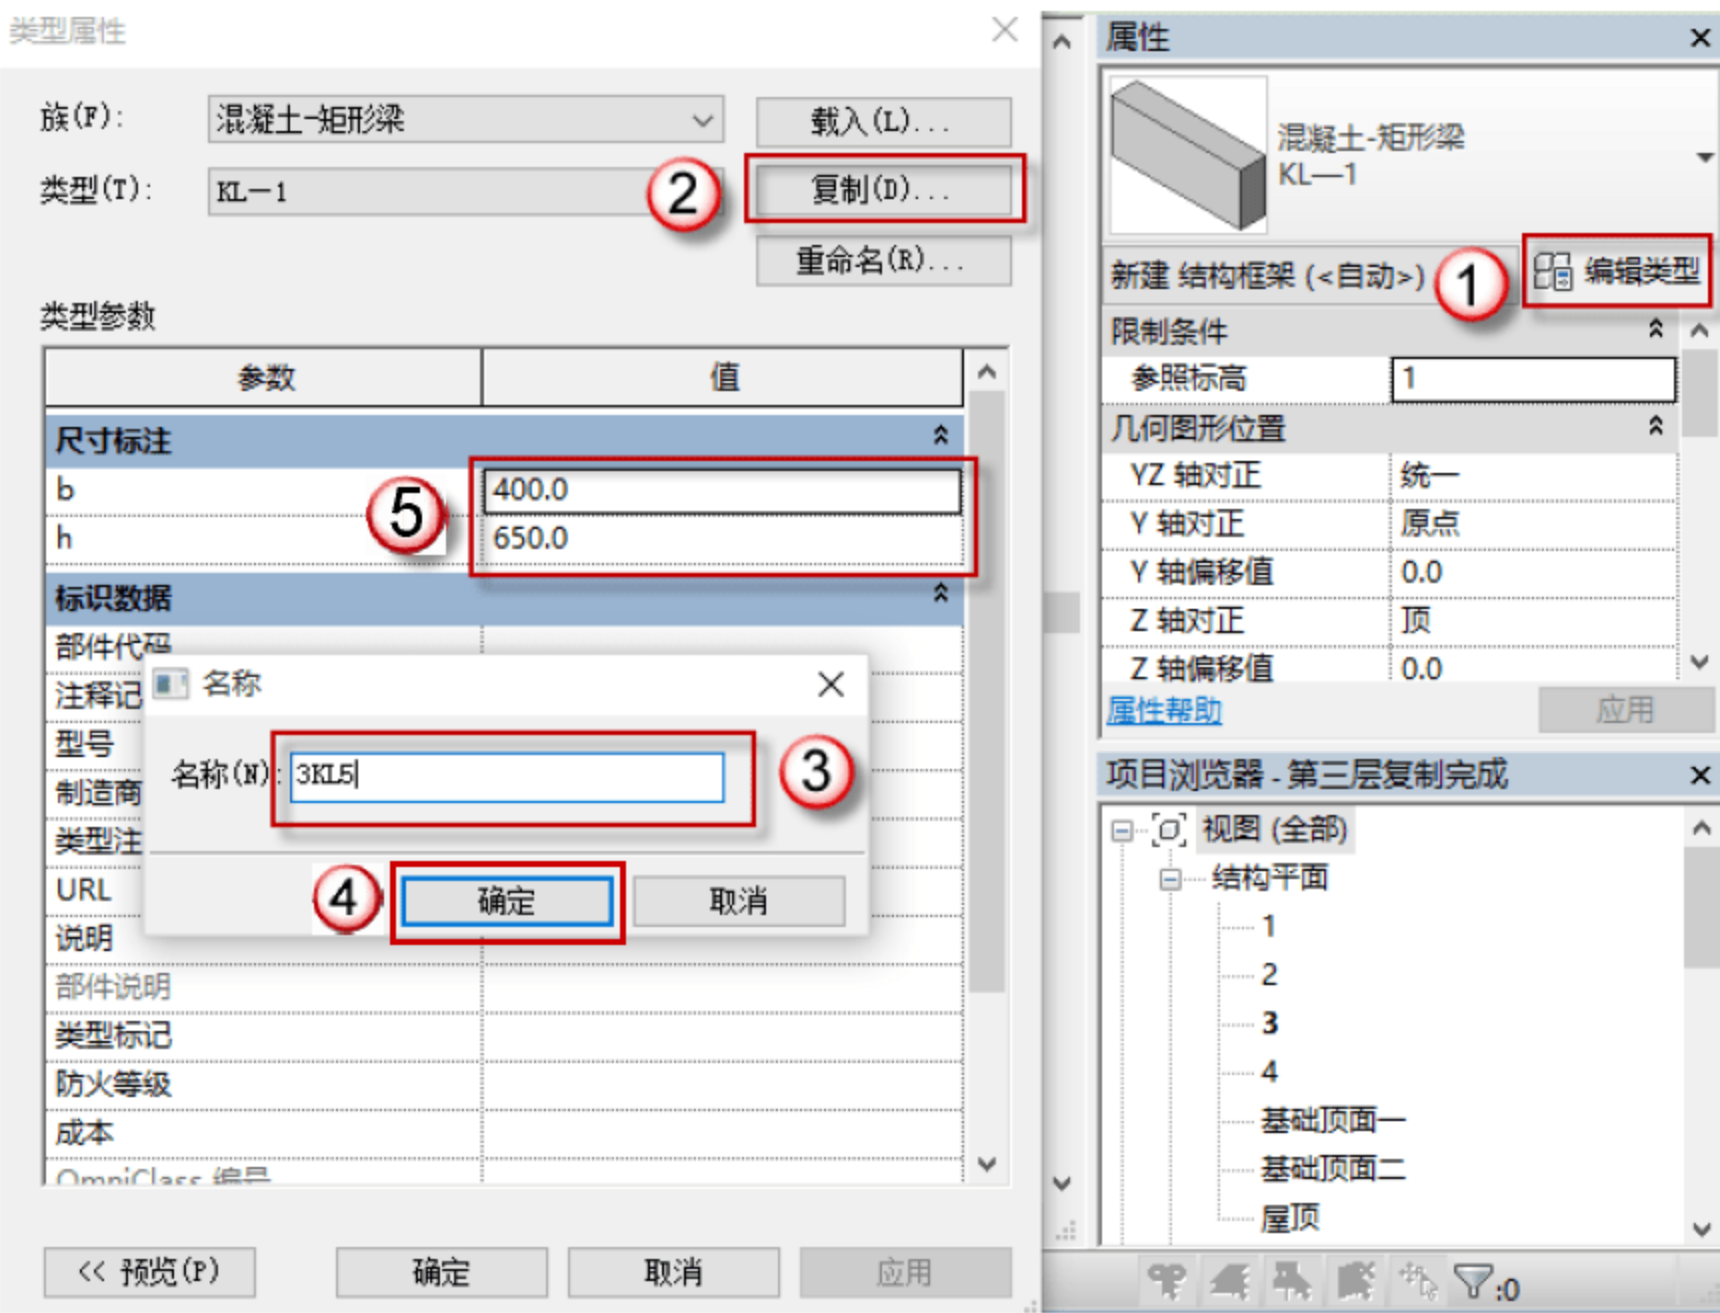 类型属性
族(F):
混凝土-矩形梁
载入(L)...
类型(T):
KL—1
②
复制(D)...
重命名(R)...
类型参数
参数
值
尺寸标注
b
400.0
⑤
h
650.0
标识数据
部件代码
注释记
型号
制造商
类型注
URL
说明
部件说明
类型标记
防火等级
成本
OmniClass 编号
名称
名称(N):
3KL5
③
④
确定
取消
<< 预览(P)
确定
取消
应用
属性
混凝土-矩形梁
KL—1
新建 结构框架 (<自动>)
①
编辑类型
限制条件
参照标高
1
几何图形位置
YZ 轴对正
统一
Y 轴对正
原点
Y 轴偏移值
0.0
Z 轴对正
顶
Z 轴偏移值
0.0
属性帮助
应用
项目浏览器 - 第三层复制完成
视图 (全部)
结构平面
1
2
3
4
基础顶面一
基础顶面二
屋顶
:0